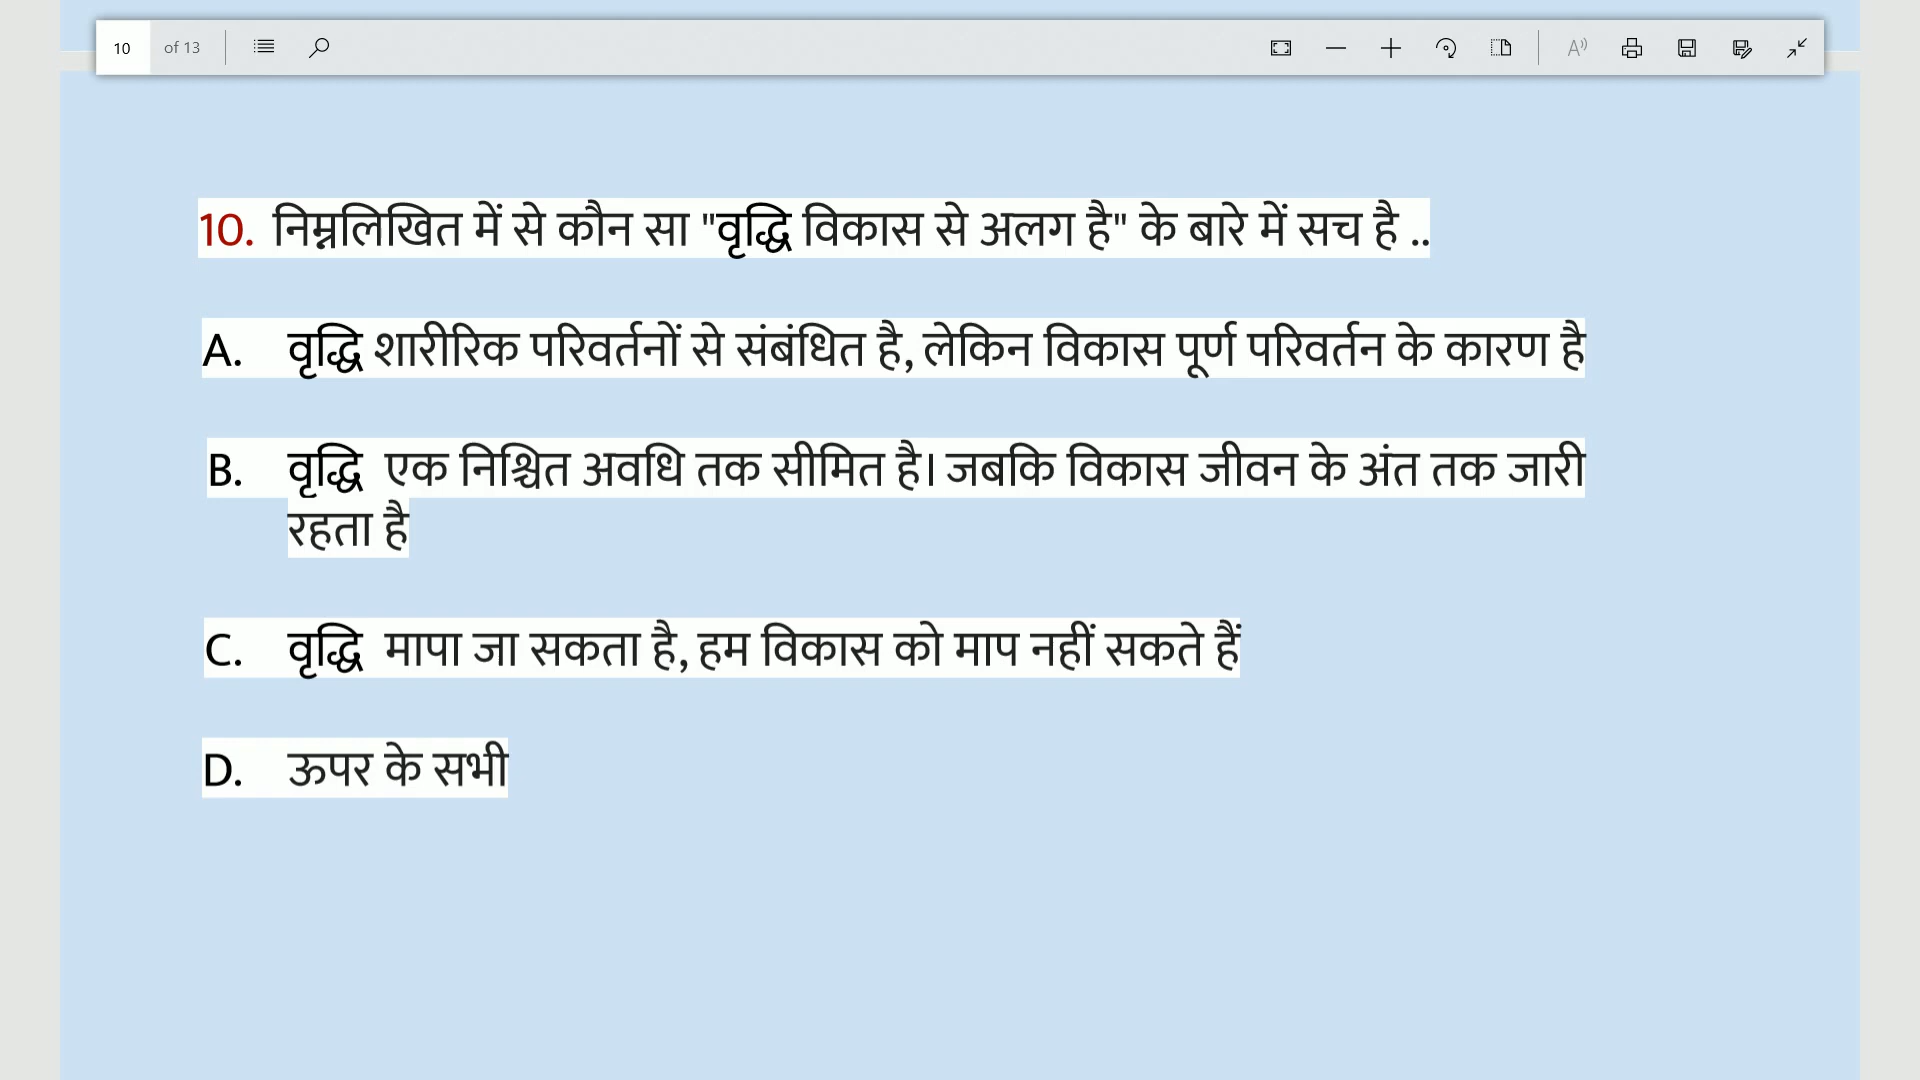 10 of 13
10. निम्नलिखित में से कौन सा "वृद्धि विकास से अलग है" के बारे में सच है ..
A. वृद्धि शारीरिक परिवर्तनों से संबंधित है, लेकिन विकास पूर्ण परिवर्तन के कारण है
B. वृद्धि एक निश्चित अवधि तक सीमित है। जबकि विकास जीवन के अंत तक जारी
रहता है
C. वृद्धि मापा जा सकता है, हम विकास को माप नहीं सकते हैं
D. ऊपर के सभी